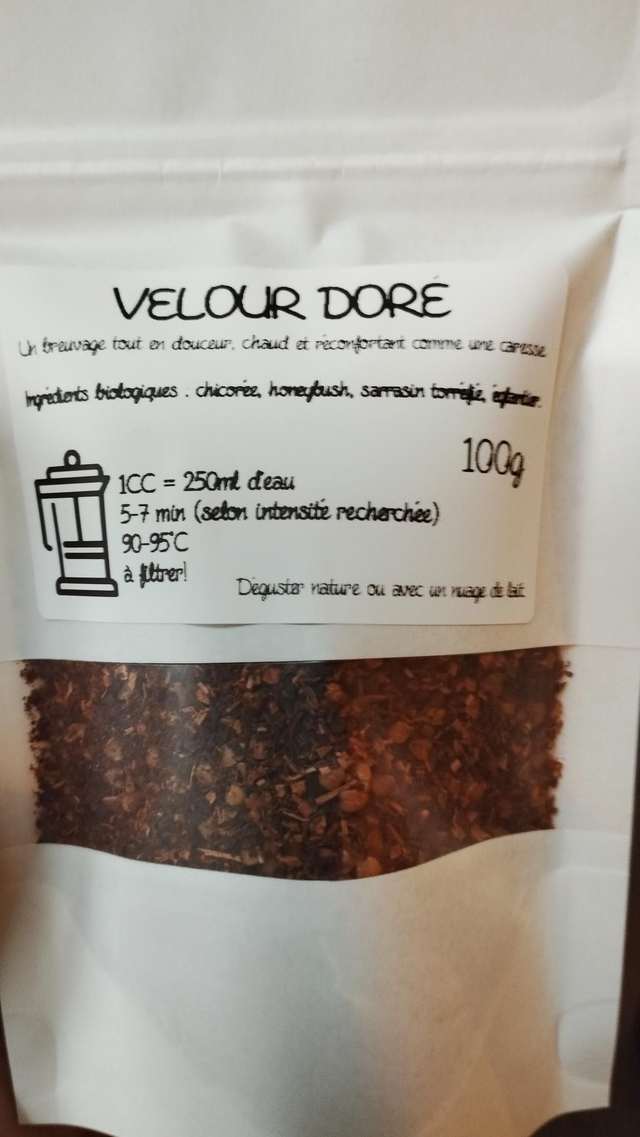 VELOUR DORÉ
Un breuvage tout en douceur, chaud et réconfortant comme une caresse.
Ingrédients biologiques : chicorée, honeybush, sarrasin torréfié, églantier.
100g
1CC = 250ml d'eau
5-7 min (selon intensité recherchée)
90-95°C
à filtrer!
Déguster nature ou avec un nuage de lait.